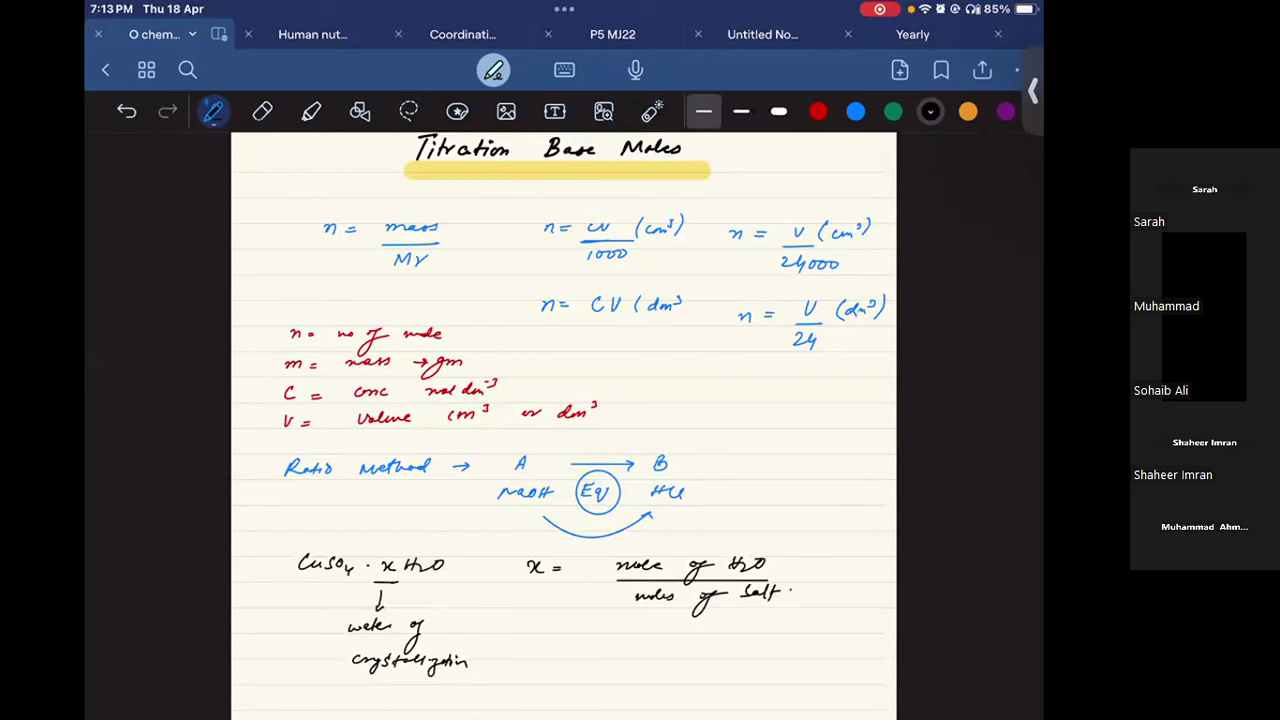 7:13 PM Thu 18 Apr
85%
O chem...
Human nut...
Coordinati...
P5 MJ22
Untitled No...
Yearly
Titration Base Moles
n = mass / Mr
n = CV (cm³) / 1000
n = V (cm³) / 24000
n = CV (dm³
n = V (dm³) / 24
n = no of mole
m = mass → gm
C = conc mol dm⁻³
V = volume cm³ or dm³
Ratio Method → A → B
NaOH Eq HCl
CuSO₄ · x H₂O
x = mole of H₂O / moles of salt.
water of
crystallization
Sarah
Sarah
Muhammad
Sohaib Ali
Shaheer Imran
Shaheer Imran
Muhammad Ahm...